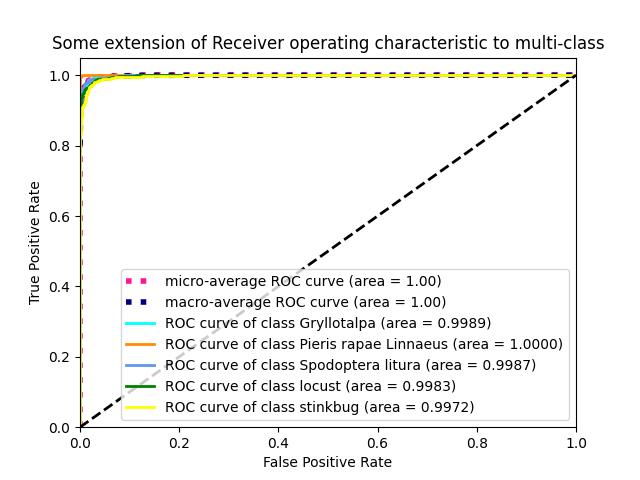 Some extension of Receiver operating characteristic to multi-class
True Positive Rate
1.0
0.8
0.6
0.4
0.2
0.0
micro-average ROC curve (area = 1.00)
macro-average ROC curve (area = 1.00)
ROC curve of class Gryllotalpa (area = 0.9989)
ROC curve of class Pieris rapae Linnaeus (area = 1.0000)
ROC curve of class Spodoptera litura (area = 0.9987)
ROC curve of class locust (area = 0.9983)
ROC curve of class stinkbug (area = 0.9972)
0.0 0.2 0.4 0.6 0.8 1.0
False Positive Rate